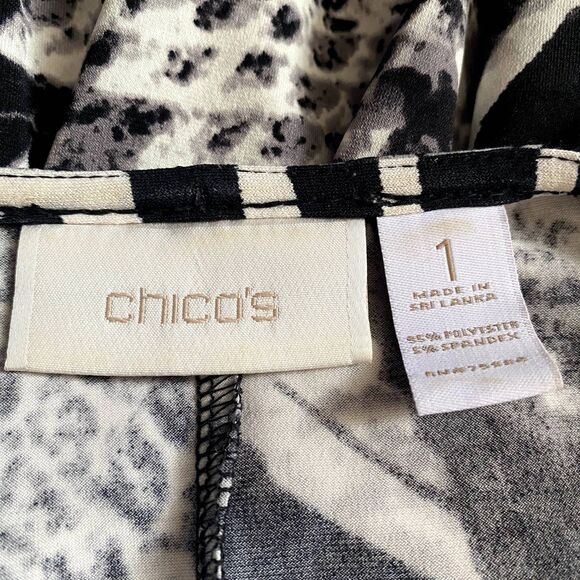 chico's
1
MADE IN
SRI LANKA
95% POLYESTER
5% SPANDEX